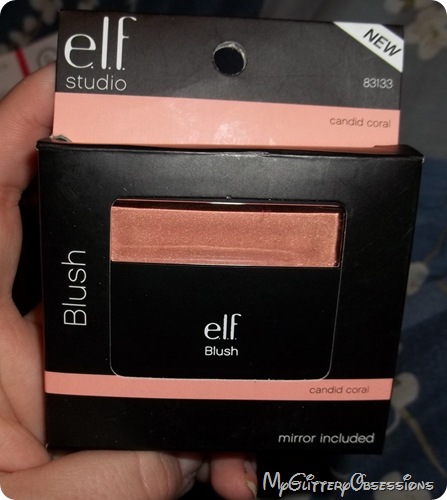 e.l.f.
studio
NEW
83133
candid coral
Blush
e.l.f.
Blush
candid coral
mirror included
MyGlitteryObsessions